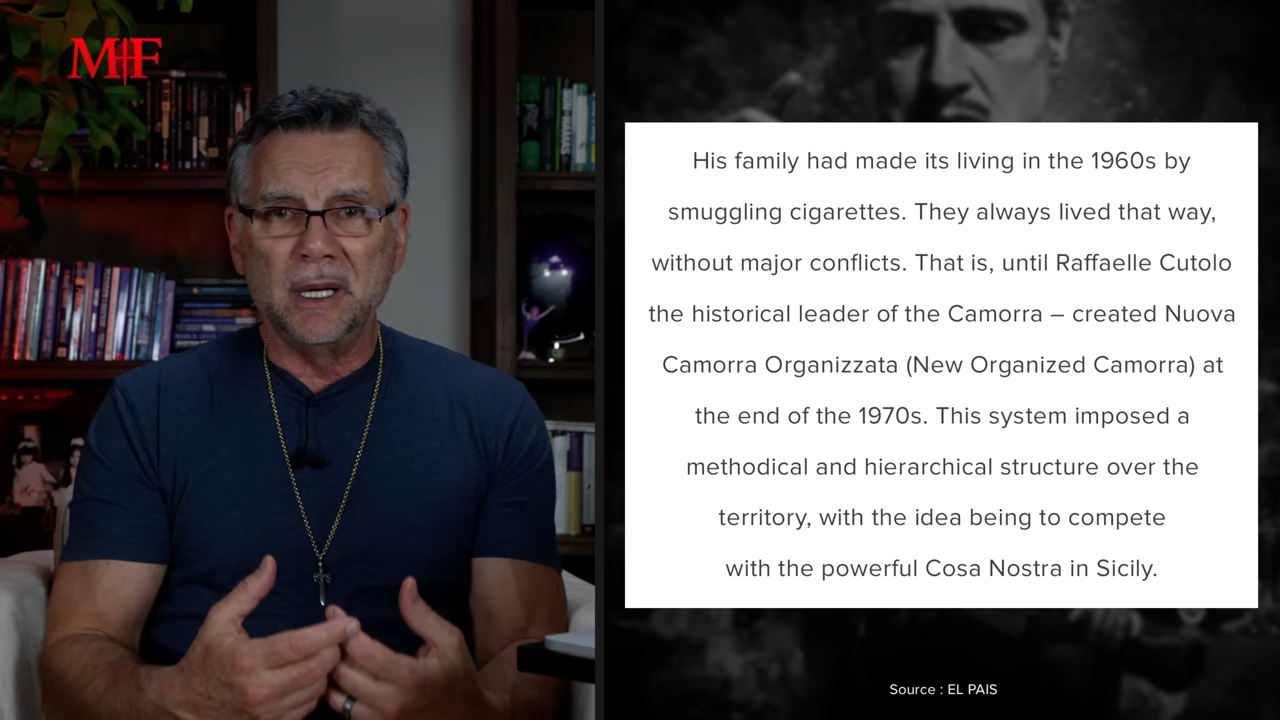 MF
His family had made its living in the 1960s by
smuggling cigarettes. They always lived that way,
without major conflicts. That is, until Raffaelle Cutolo
the historical leader of the Camorra – created Nuova
Camorra Organizzata (New Organized Camorra) at
the end of the 1970s. This system imposed a
methodical and hierarchical structure over the
territory, with the idea being to compete
with the powerful Cosa Nostra in Sicily.
Source : EL PAIS